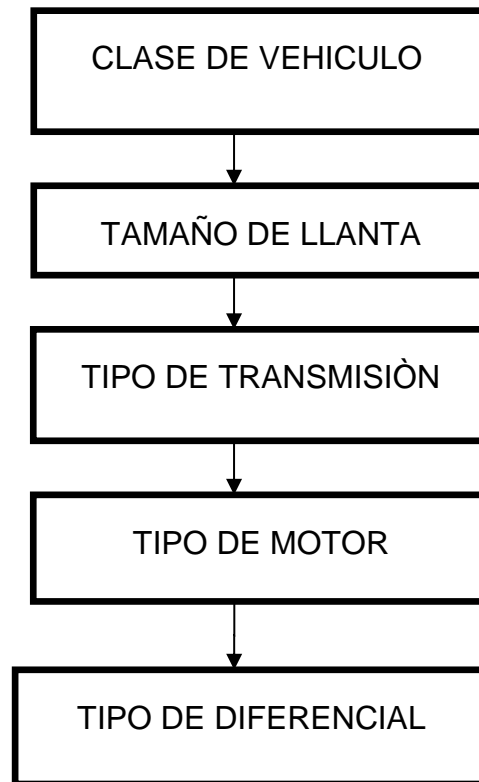 CLASE DE VEHICULO
TAMAÑO DE LLANTA
TIPO DE TRANSMISIÒN
TIPO DE MOTOR
TIPO DE DIFERENCIAL